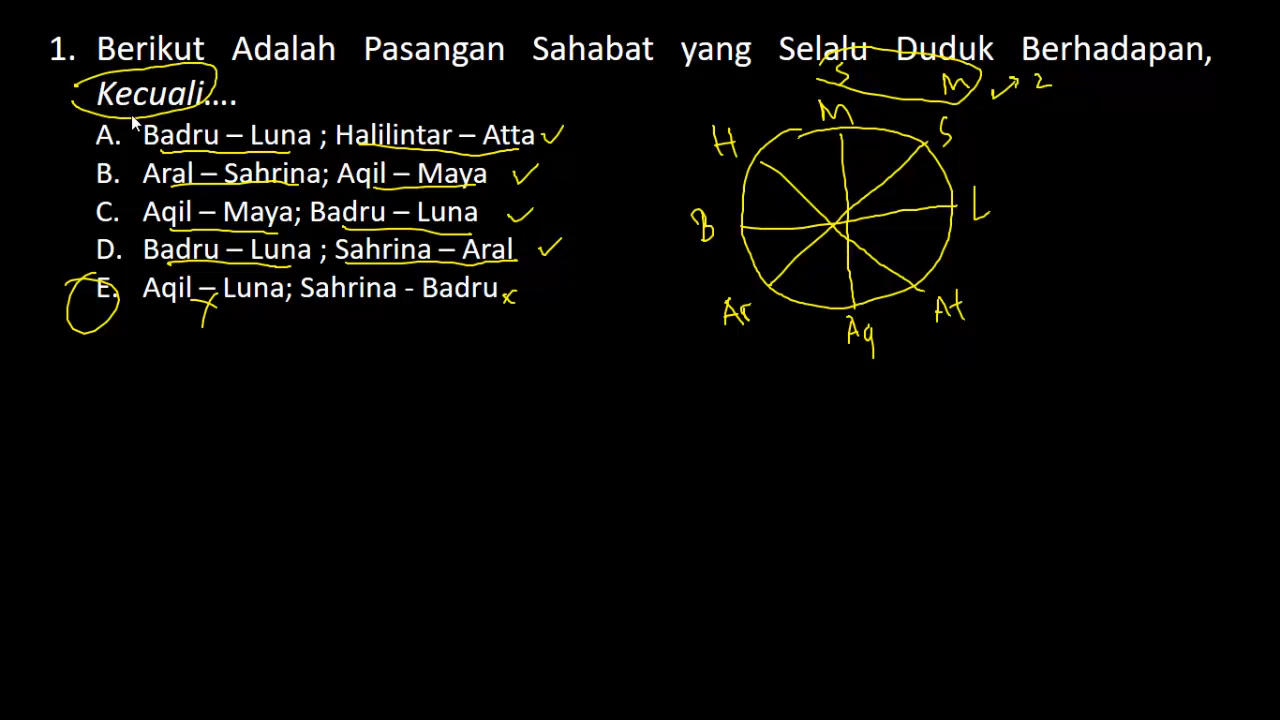 1. Berikut Adalah Pasangan Sahabat yang Selalu Duduk Berhadapan,
Kecuali....
A. Badru – Luna ; Halilintar – Atta
B. Aral – Sahrina; Aqil – Maya
C. Aqil – Maya; Badru – Luna
D. Badru – Luna ; Sahrina – Aral
E. Aqil – Luna; Sahrina - Badru
S M 2
M
H S
B L
Ar At
Aq